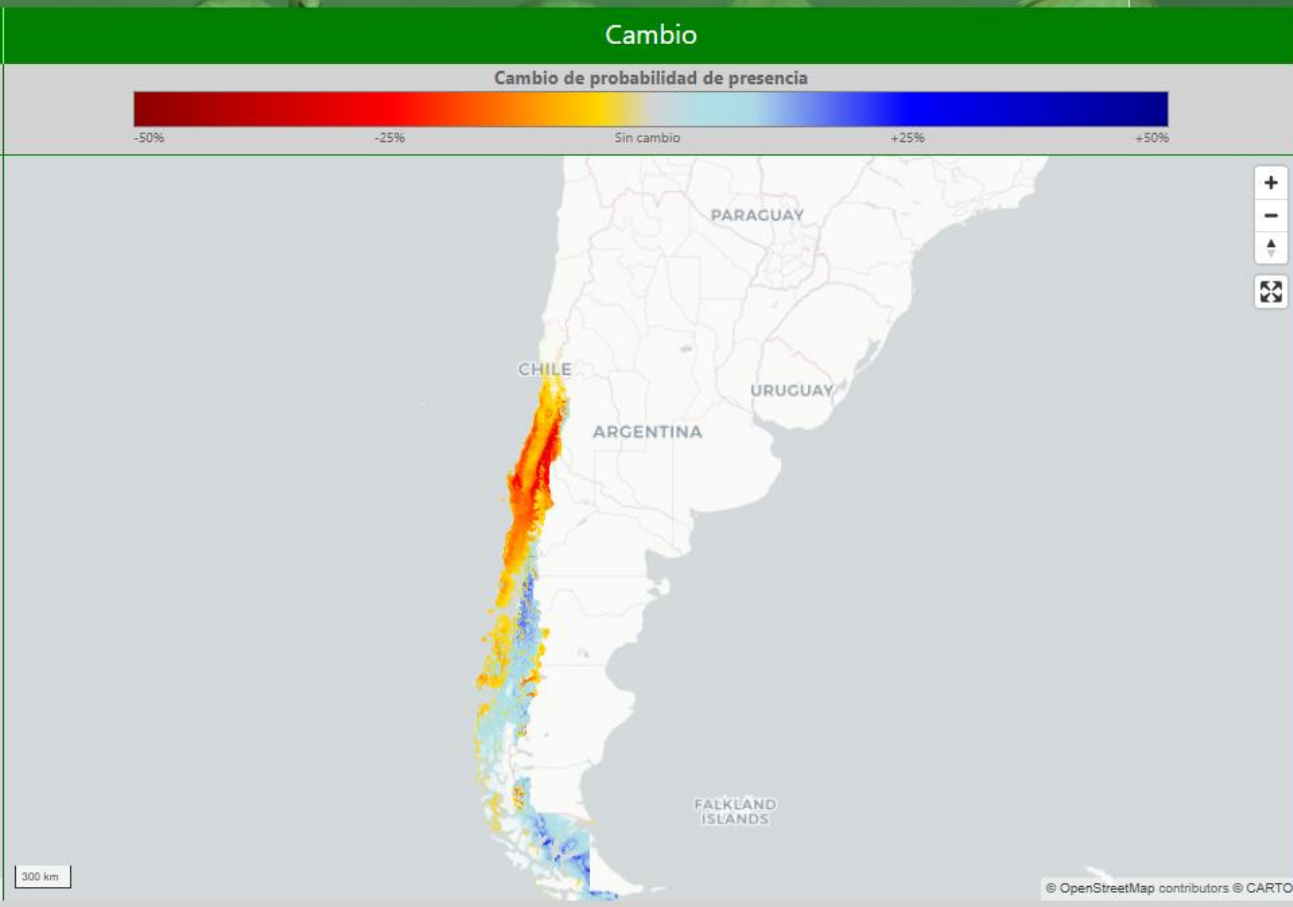 Cambio
Cambio de probabilidad de presencia
-50% -25% Sin cambio +25% +50%
PARAGUAY
CHILE
URUGUAY
ARGENTINA
FALKLAND
ISLANDS
300 km
© OpenStreetMap contributors © CARTO